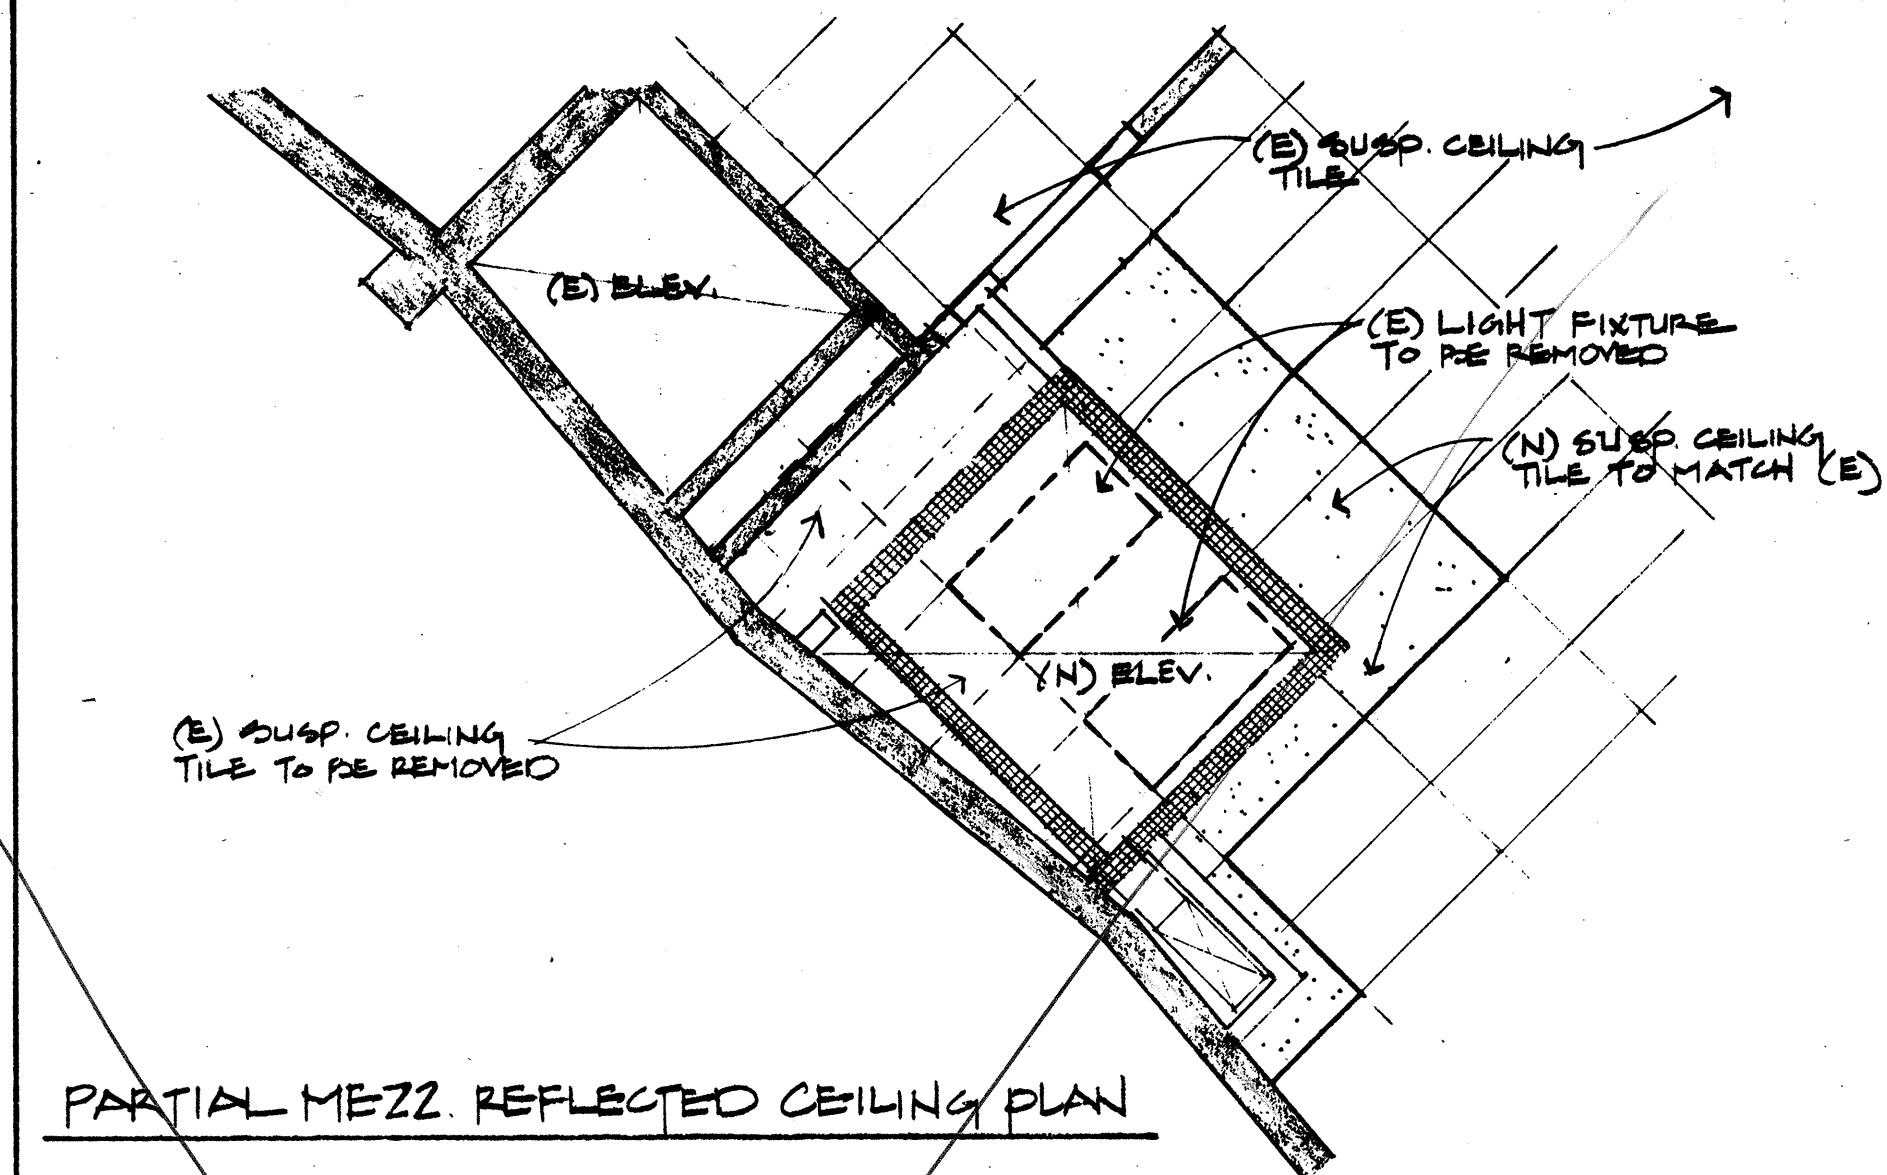 (E) SUSP. CEILING
TILE
(E) ELEV.
(E) LIGHT FIXTURE
TO BE REMOVED
(N) SUSP. CEILING
TILE TO MATCH (E)
(N) ELEV.
(E) SUSP. CEILING
TILE TO BE REMOVED
PARTIAL MEZZ. REFLECTED CEILING PLAN